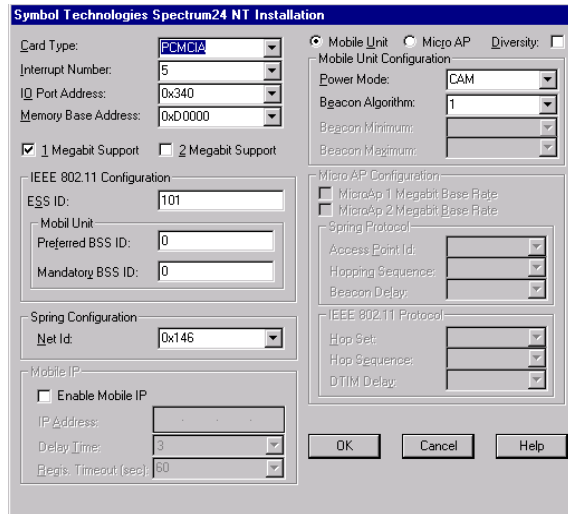 Symbol Technologies Spectrum24 NT Installation
Card Type: PCMCIA
Interrupt Number: 5
IO Port Address: 0x340
Memory Base Address: 0xD0000
1 Megabit Support 2 Megabit Support
IEEE 802.11 Configuration
ESS ID: 101
Mobil Unit
Preferred BSS ID: 0
Mandatory BSS ID: 0
Spring Configuration
Net Id: 0x146
Mobile IP
Enable Mobile IP
IP Address:
Delay Time: 3
Regis. Timeout (sec): 60
Mobile Unit Micro AP Diversity:
Mobile Unit Configuration
Power Mode: CAM
Beacon Algorithm: 1
Beacon Minimum:
Beacon Maximum:
Micro AP Configuration
MicroAp 1 Megabit Base Rate
MicroAp 2 Megabit Base Rate
Spring Protocol
Access Point Id:
Hopping Sequence:
Beacon Delay:
IEEE 802.11 Protocol
Hop Set:
Hop Sequence:
DTIM Delay:
OK Cancel Help